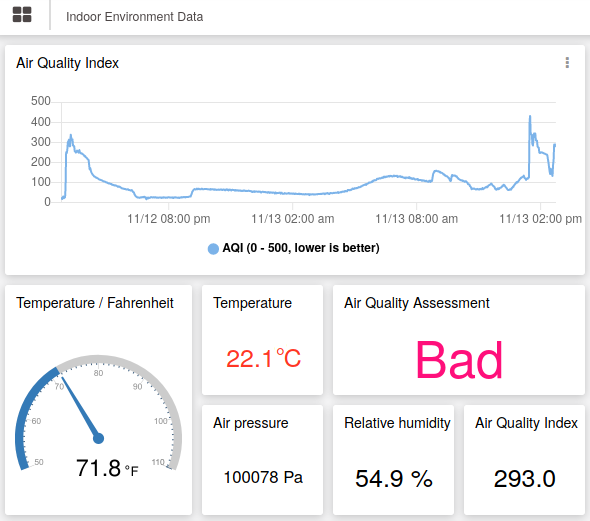 Indoor Environment Data
Air Quality Index
500
400
300
200
100
0
11/12 08:00 pm 11/13 02:00 am 11/13 08:00 am 11/13 02:00 pm
AQI (0 - 500, lower is better)
Temperature / Fahrenheit
50
60
70
80
90
100
110
71.8 °F
Temperature
22.1°C
Air Quality Assessment
Bad
Air pressure
100078 Pa
Relative humidity
54.9 %
Air Quality Index
293.0